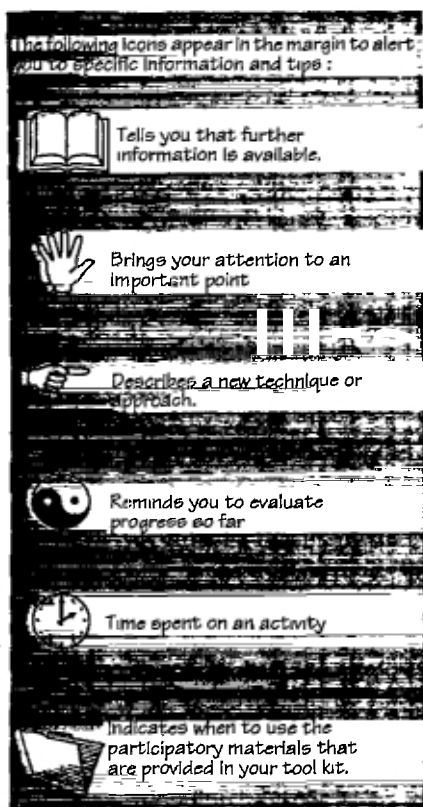 The following icons appear in the margin to alert
you to specific information and tips :
Tells you that further
information is available.
Brings your attention to an
important point
Describes a new technique or
approach.
Reminds you to evaluate
progress so far
Time spent on an activity
Indicates when to use the
participatory materials that
are provided in your tool kit.